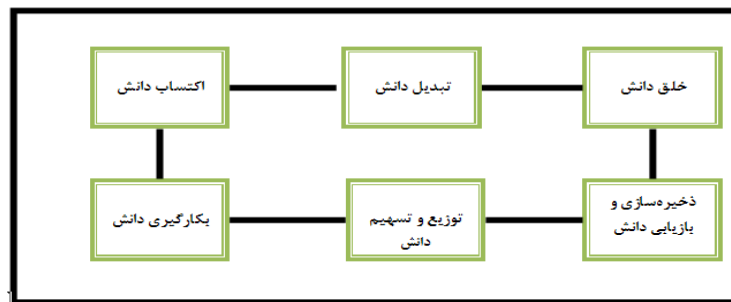 خلق دانش
تبدیل دانش
اکتساب دانش
ذخیره‌سازی و
بازیابی دانش
توزیع و تسهیم
دانش
بکارگیری دانش